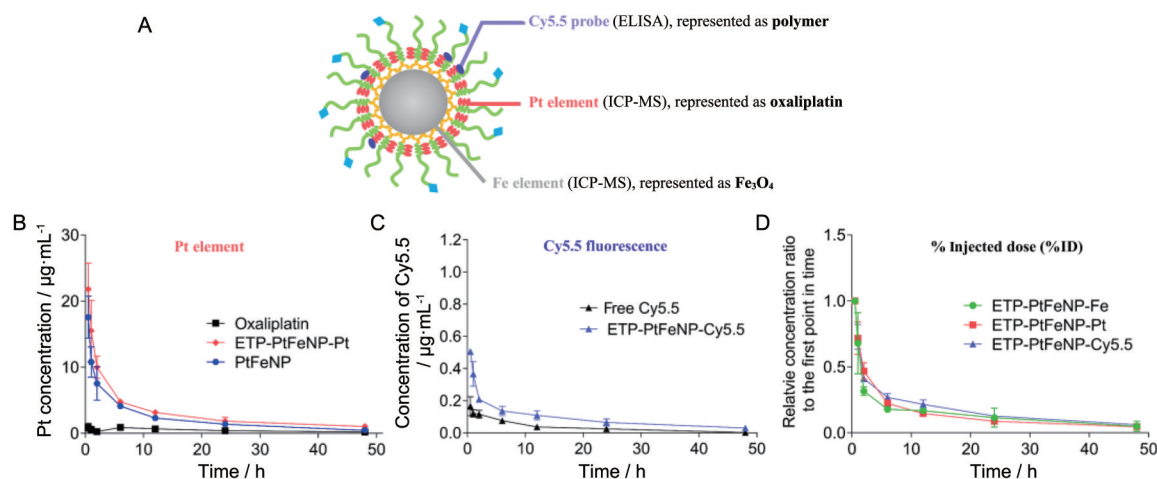 A
Cy5.5 probe (ELISA), represented as polymer
Pt element (ICP-MS), represented as oxaliplatin
Fe element (ICP-MS), represented as Fe₃O₄
B
Pt element
Pt concentration / µg·mL⁻¹
30
20
10
0
Oxaliplatin
ETP-PtFeNP-Pt
PtFeNP
0 10 20 30 40 50
Time / h
C
Cy5.5 fluorescence
Concentration of Cy5.5
/ µg·mL⁻¹
1.2
1.0
0.8
0.6
0.4
0.2
0.0
Free Cy5.5
ETP-PtFeNP-Cy5.5
0 10 20 30 40 50
Time / h
D
% Injected dose (%ID)
Relatvie concentration ratio
to the first point in time
1.5
1.0
0.5
0.0
ETP-PtFeNP-Fe
ETP-PtFeNP-Pt
ETP-PtFeNP-Cy5.5
0 10 20 30 40 50
Time / h